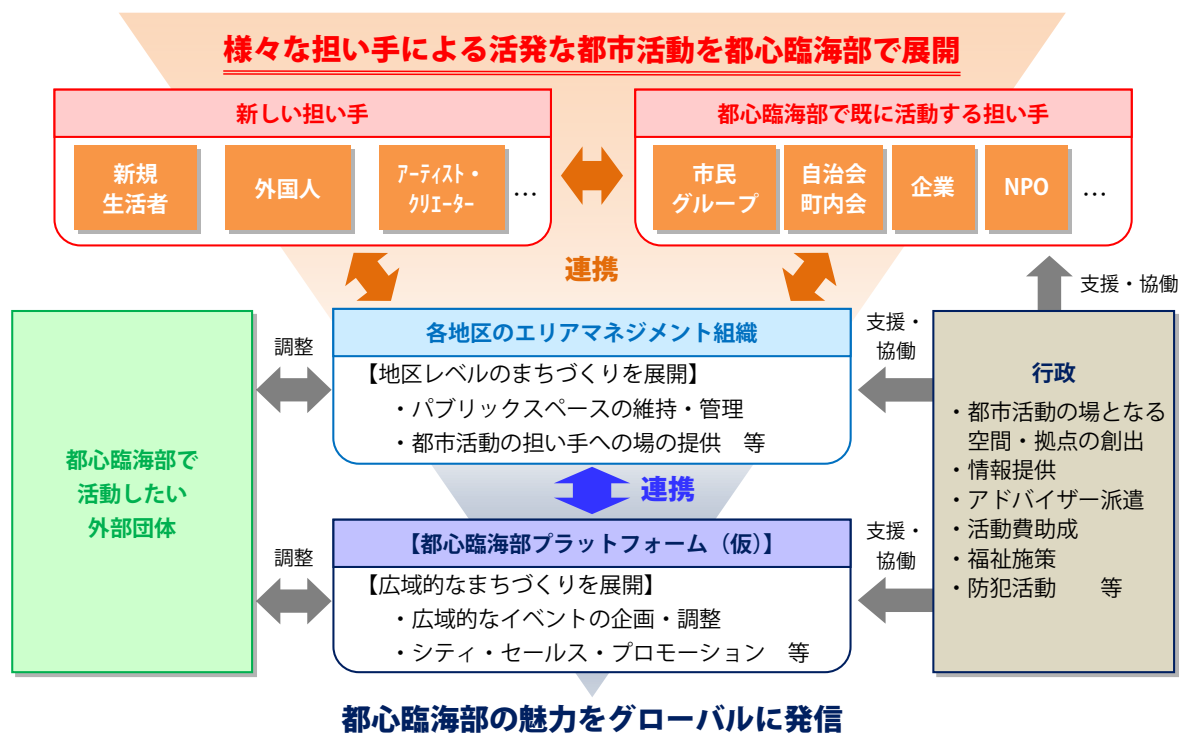 様々な担い手による活発な都市活動を都心臨海部で展開
新しい担い手
新規
生活者
外国人
ｱｰﾃｨｽﾄ・
ｸﾘｴｰﾀｰ
…
都心臨海部で既に活動する担い手
市民
グループ
自治会
町内会
企業
NPO
…
連携
支援・協働
都心臨海部で
活動したい
外部団体
調整
各地区のエリアマネジメント組織
【地区レベルのまちづくりを展開】
・パブリックスペースの維持・管理
・都市活動の担い手への場の提供　等
支援・
協働
連携
調整
【都心臨海部プラットフォーム（仮）】
【広域的なまちづくりを展開】
・広域的なイベントの企画・調整
・シティ・セールス・プロモーション　等
支援・
協働
行政
・都市活動の場となる
空間・拠点の創出
・情報提供
・アドバイザー派遣
・活動費助成
・福祉施策
・防犯活動　　等
都心臨海部の魅力をグローバルに発信